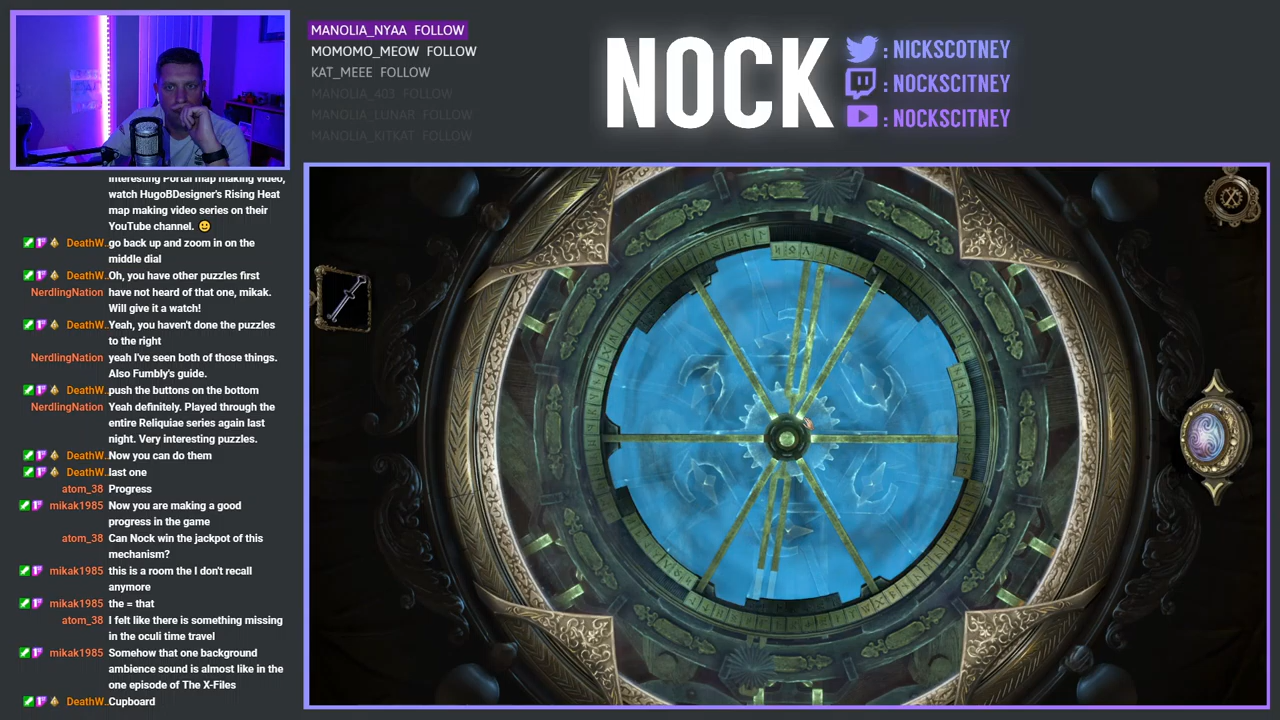 MANOLIA_NYAA FOLLOW
MOMOMO_MEOW FOLLOW
KAT_MEEE FOLLOW
MANOLIA_403 FOLLOW
MANOLIA_LUNAR FOLLOW
MANOLIA_KITKAT FOLLOW
NOCK
: NICKSCOTNEY
: NOCKSCITNEY
: NOCKSCITNEY
interesting Portal map making video,
watch HugoBDesigner's Rising Heat
map making video series on their
YouTube channel.
DeathW.. go back up and zoom in on the
middle dial
DeathW.. Oh, you have other puzzles first
NerdlingNation have not heard of that one, mikak.
Will give it a watch!
DeathW.. Yeah, you haven't done the puzzles
to the right
NerdlingNation yeah I've seen both of those things.
Also Fumbly's guide.
DeathW.. push the buttons on the bottom
NerdlingNation Yeah definitely. Played through the
entire Reliquiae series again last
night. Very interesting puzzles.
DeathW.. Now you can do them
DeathW.. last one
atom_38 Progress
mikak1985 Now you are making a good
progress in the game
atom_38 Can Nock win the jackpot of this
mechanism?
mikak1985 this is a room the I don't recall
anymore
mikak1985 the = that
atom_38 I felt like there is something missing
in the oculi time travel
mikak1985 Somehow that one background
ambience sound is almost like in the
one episode of The X-Files
DeathW.. Cupboard